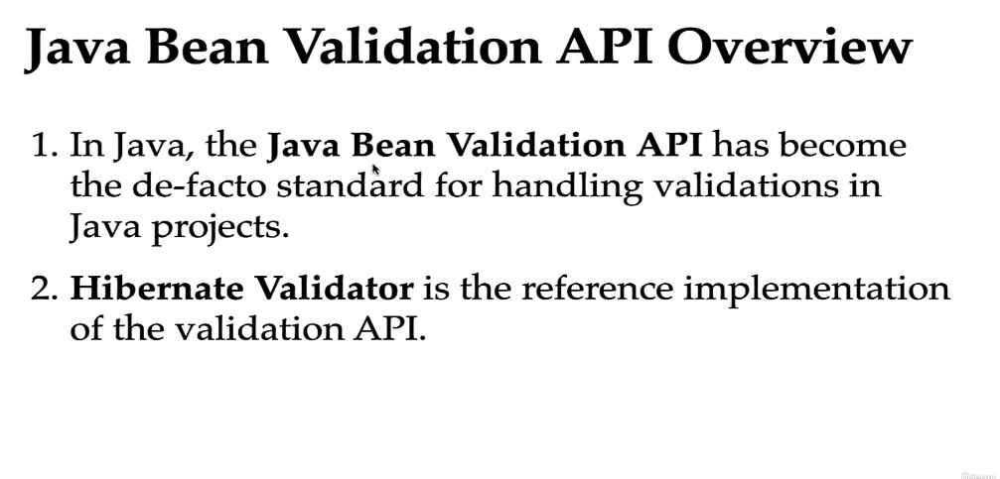 Java Bean Validation API Overview
1. In Java, the Java Bean Validation API has become
the de-facto standard for handling validations in
Java projects.
2. Hibernate Validator is the reference implementation
of the validation API.